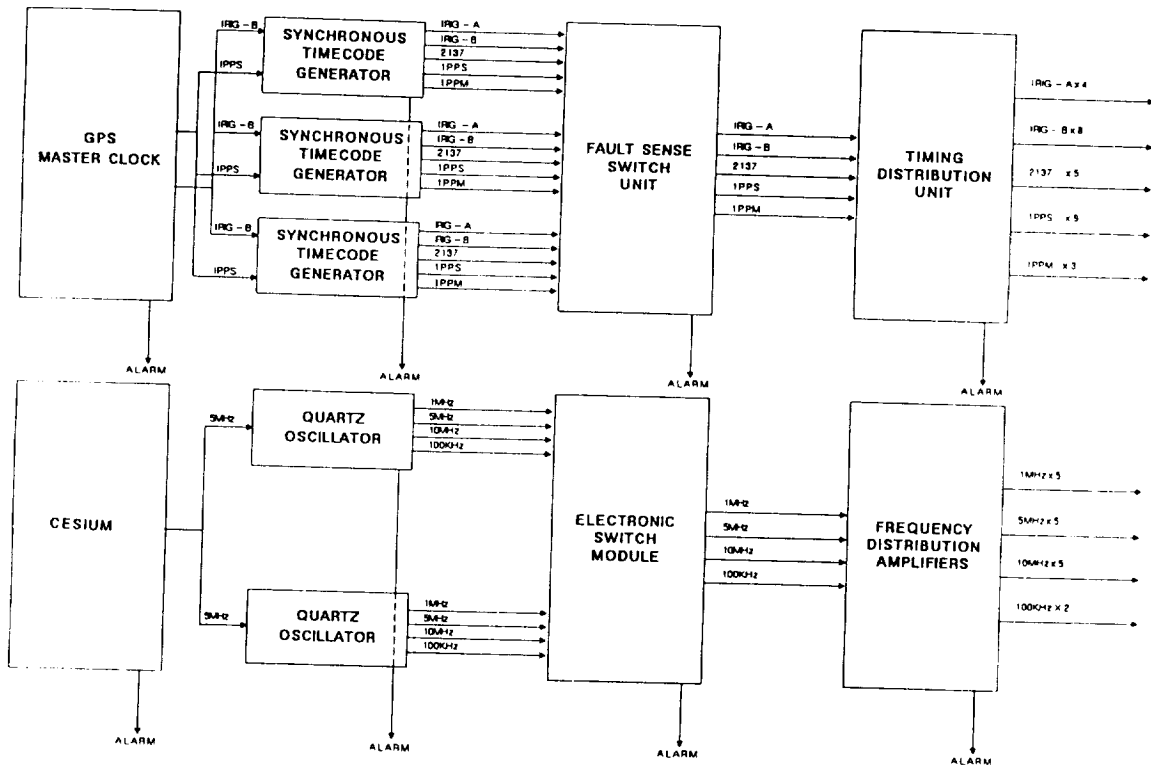 GPS
MASTER CLOCK
IRIG-B
1PPS
SYNCHRONOUS
TIMECODE
GENERATOR
IRIG-A
IRIG-B
2137
1PPS
1PPM
IRIG-B
1PPS
SYNCHRONOUS
TIMECODE
GENERATOR
IRIG-A
IRIG-B
2137
1PPS
1PPM
IRIG-B
1PPS
SYNCHRONOUS
TIMECODE
GENERATOR
IRIG-A
IRIG-B
2137
1PPS
1PPM
FAULT SENSE
SWITCH
UNIT
IRIG-A
IRIG-B
2137
1PPS
1PPM
TIMING
DISTRIBUTION
UNIT
IRIG-A x 4
IRIG-B x 8
2137 x 5
1PPS x 9
1PPM x 3
ALARM
ALARM
ALARM
ALARM
CESIUM
5MHz
QUARTZ
OSCILLATOR
1MHz
5MHz
10MHz
100KHz
5MHz
QUARTZ
OSCILLATOR
1MHz
5MHz
10MHz
100KHz
ELECTRONIC
SWITCH
MODULE
1MHz
5MHz
10MHz
100KHz
FREQUENCY
DISTRIBUTION
AMPLIFIERS
1MHz x 5
5MHz x 5
10MHz x 5
100KHz x 2
ALARM
ALARM
ALARM
ALARM